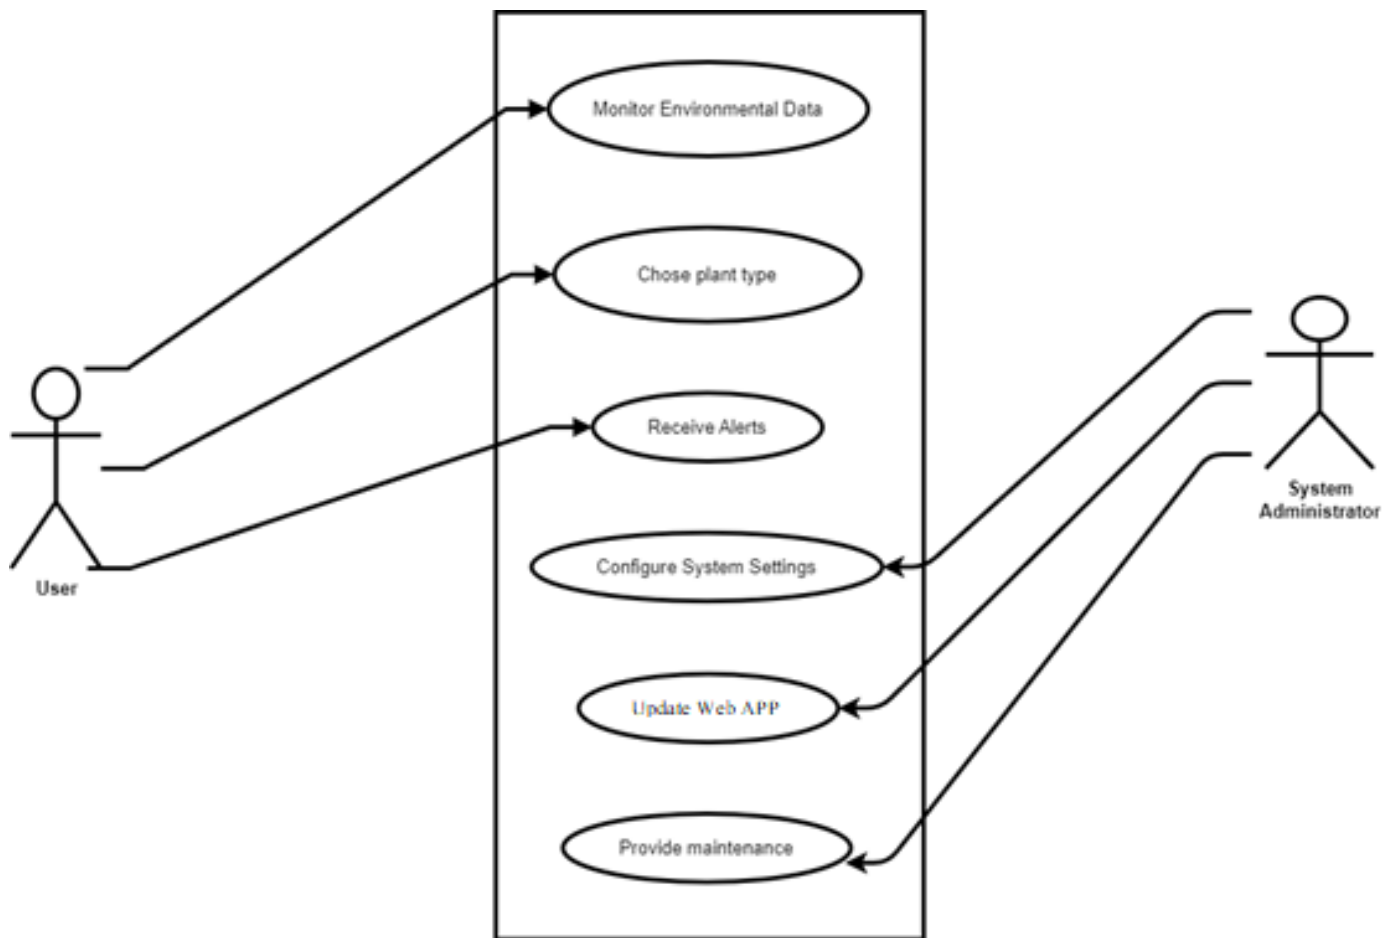 Monitor Environmental Data
Chose plant type
Receive Alerts
Configure System Settings
Update Web APP
Provide maintenance
User
System
Administrator